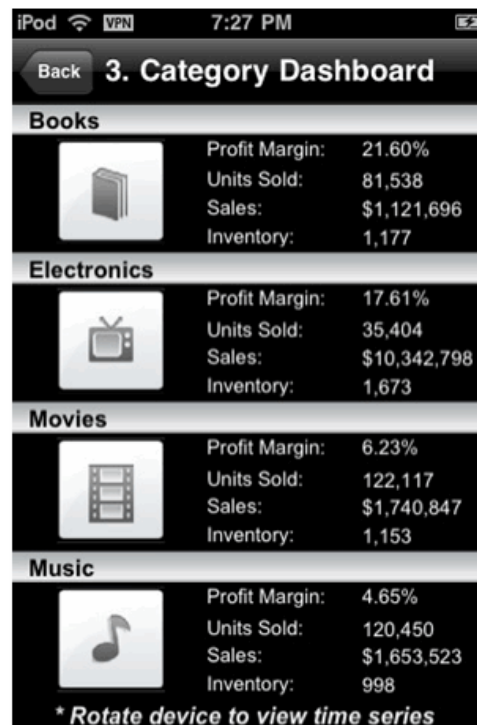 iPod VPN 7:27 PM
Back 3. Category Dashboard
Books
Profit Margin: 21.60%
Units Sold: 81,538
Sales: $1,121,696
Inventory: 1,177
Electronics
Profit Margin: 17.61%
Units Sold: 35,404
Sales: $10,342,798
Inventory: 1,673
Movies
Profit Margin: 6.23%
Units Sold: 122,117
Sales: $1,740,847
Inventory: 1,153
Music
Profit Margin: 4.65%
Units Sold: 120,450
Sales: $1,653,523
Inventory: 998
* Rotate device to view time series